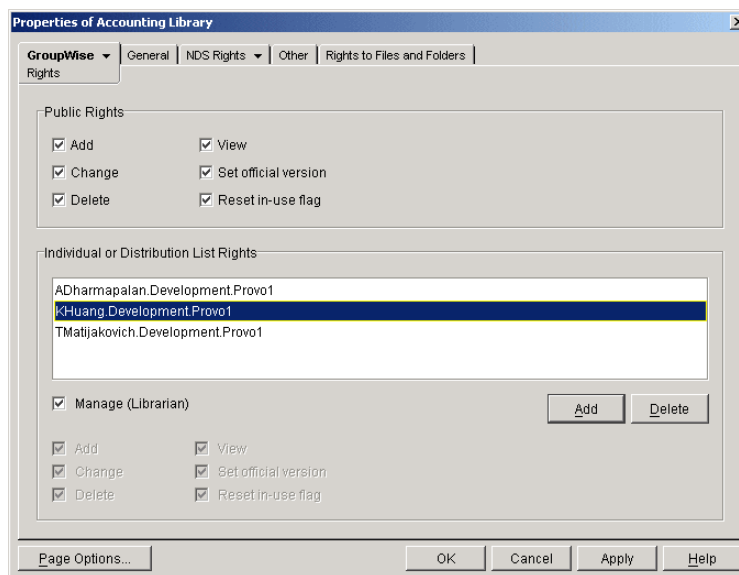 Properties of Accounting Library
GroupWise General NDS Rights Other Rights to Files and Folders
Rights
Public Rights
Add View
Change Set official version
Delete Reset in-use flag
Individual or Distribution List Rights
ADharmapalan.Development.Provo1
KHuang.Development.Provo1
TMatijakovich.Development.Provo1
Manage (Librarian) Add Delete
Add View
Change Set official version
Delete Reset in-use flag
Page Options... OK Cancel Apply Help